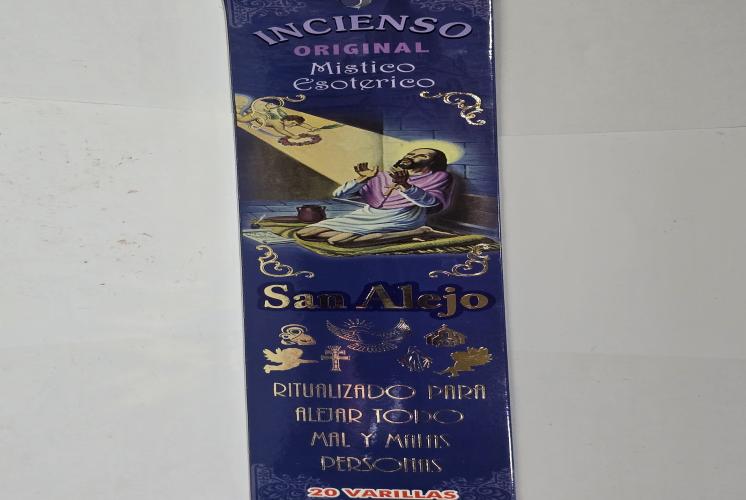 INCIENSO
ORIGINAL
Mistico
Esoterico
San Alejo
RITUALIZADO PARA
ALEJAR TODO
MAL Y MALAS
PERSONAS
20 VARILLAS